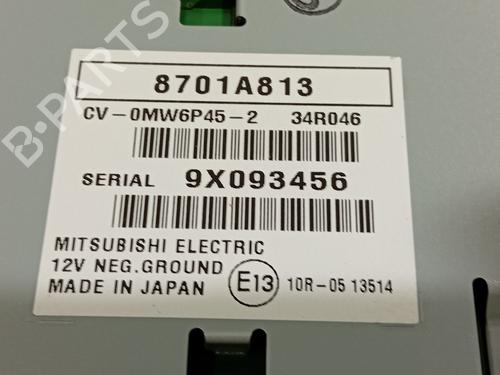 8701A813
CV-0MW6P45-2 34R046
SERIAL 9X093456
MITSUBISHI ELECTRIC
12V NEG.GROUND
MADE IN JAPAN E13 10R-05 13514
B-PARTS